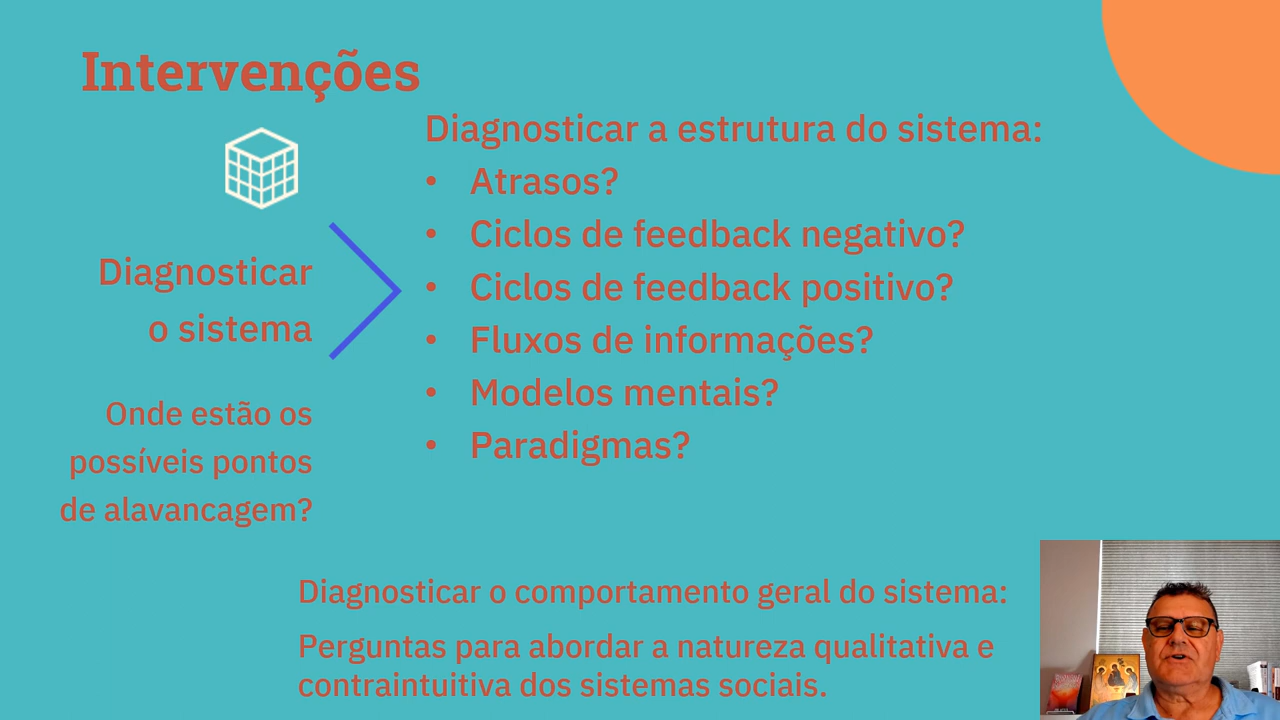 Intervenções
Diagnosticar
o sistema
Onde estão os
possíveis pontos
de alavancagem?
Diagnosticar a estrutura do sistema:
• Atrasos?
• Ciclos de feedback negativo?
• Ciclos de feedback positivo?
• Fluxos de informações?
• Modelos mentais?
• Paradigmas?
Diagnosticar o comportamento geral do sistema:
Perguntas para abordar a natureza qualitativa e
contraintuitiva dos sistemas sociais.